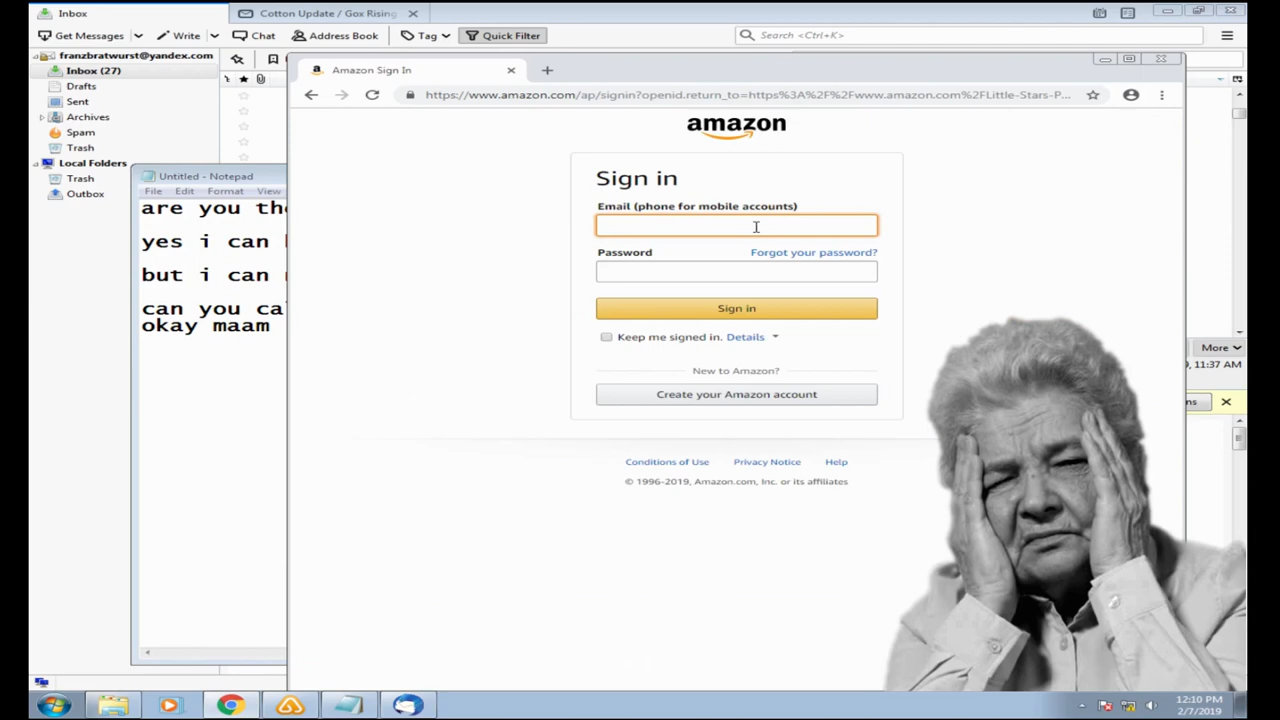 Inbox
Cotton Update / Gox Rising
Get Messages
Write
Chat
Address Book
Tag
Quick Filter
Search <Ctrl+K>
franzbratwurst@yandex.com
Inbox (27)
Drafts
Sent
Archives
Spam
Trash
Local Folders
Trash
Outbox
Untitled - Notepad
File Edit Format View
are you the
yes i can
but i can
can you ca
okay maam
Amazon Sign In
https://www.amazon.com/ap/signin?openid.return_to=https%3A%2F%2Fwww.amazon.com%2FLittle-Stars-P...
amazon
Sign in
Email (phone for mobile accounts)
Password Forgot your password?
Sign in
Keep me signed in. Details
New to Amazon?
Create your Amazon account
Conditions of Use Privacy Notice Help
© 1996-2019, Amazon.com, Inc. or its affiliates
More
11:37 AM
12:10 PM
2/7/2019